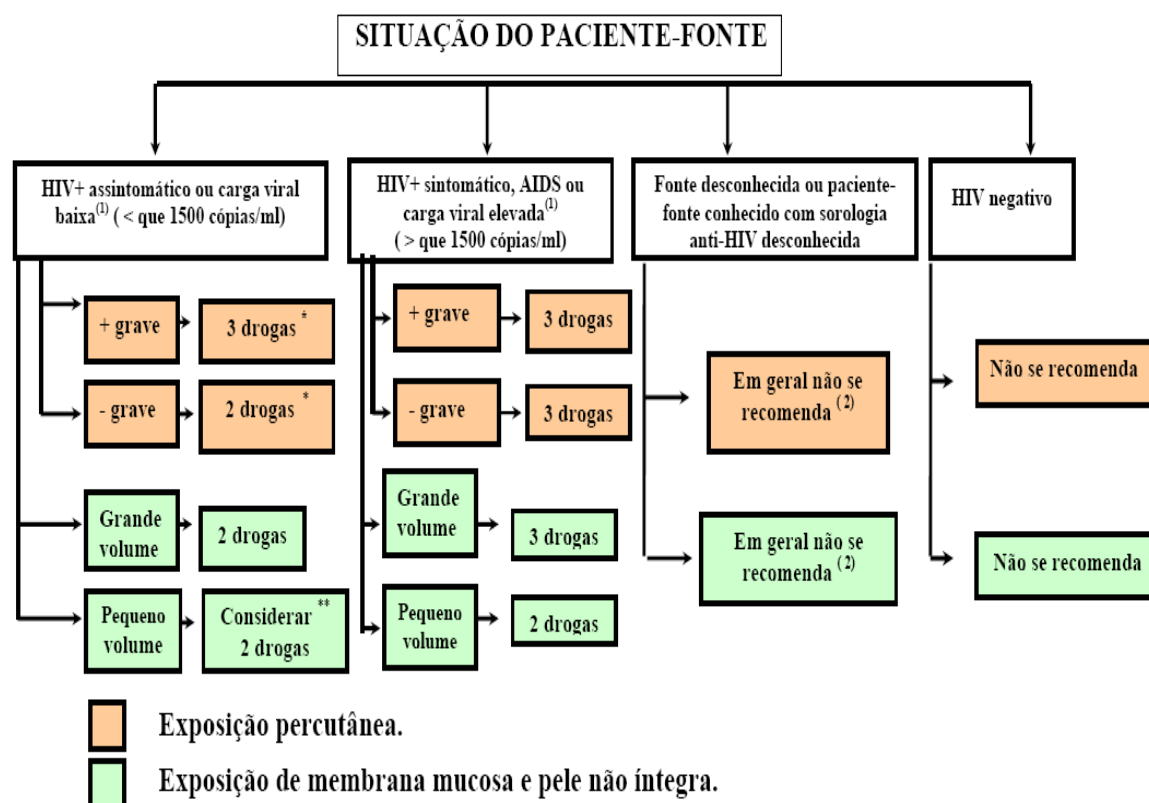 SITUAÇÃO DO PACIENTE-FONTE
HIV+ assintomático ou carga viral
baixa(1) ( < que 1500 cópias/ml)
+ grave
3 drogas *
- grave
2 drogas *
Grande
volume
2 drogas
Pequeno
volume
Considerar **
2 drogas
HIV+ sintomático, AIDS ou
carga viral elevada(1)
( > que 1500 cópias/ml)
+ grave
3 drogas
- grave
3 drogas
Grande
volume
3 drogas
Pequeno
volume
2 drogas
Fonte desconhecida ou paciente-
fonte conhecido com sorologia
anti-HIV desconhecida
Em geral não se
recomenda (2)
Em geral não se
recomenda (2)
HIV negativo
Não se recomenda
Não se recomenda
Exposição percutânea.
Exposição de membrana mucosa e pele não íntegra.